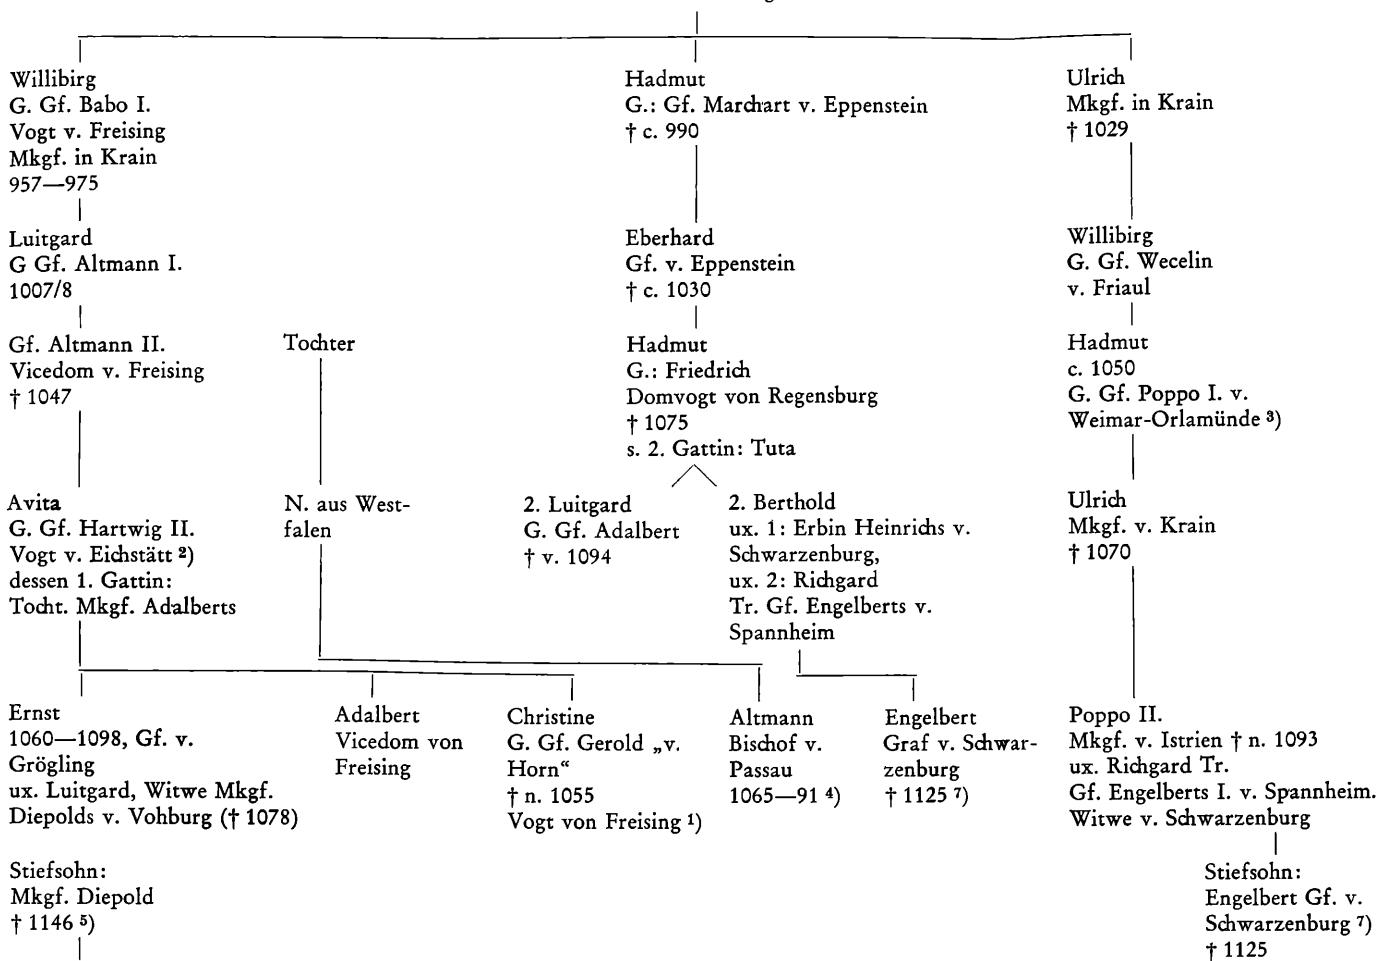 Willibirg
G. Gf. Babo I.
Vogt v. Freising
Mkgf. in Krain
957—975
Hadmut
G.: Gf. Marchart v. Eppenstein
† c. 990
Ulrich
Mkgf. in Krain
† 1029
Luitgard
G Gf. Altmann I.
1007/8
Eberhard
Gf. v. Eppenstein
† c. 1030
Willibirg
G. Gf. Wecelin
v. Friaul
Gf. Altmann II.
Vicedom v. Freising
† 1047
Tochter
Hadmut
G.: Friedrich
Domvogt von Regensburg
† 1075
s. 2. Gattin: Tuta
Hadmut
c. 1050
G. Gf. Poppo I. v.
Weimar-Orlamünde ³)
Avita
G. Gf. Hartwig II.
Vogt v. Eichstätt ²)
dessen 1. Gattin:
Tocht. Mkgf. Adalberts
N. aus West-
falen
2. Luitgard
G. Gf. Adalbert
† v. 1094
2. Berthold
ux. 1: Erbin Heinrichs v.
Schwarzenburg,
ux. 2: Richgard
Tr. Gf. Engelberts v.
Spannheim
Ulrich
Mkgf. v. Krain
† 1070
Ernst
1060—1098, Gf. v.
Grögling
ux. Luitgard, Witwe Mkgf.
Diepolds v. Vohburg († 1078)
Adalbert
Vicedom von
Freising
Christine
G. Gf. Gerold „v.
Horn“
† n. 1055
Vogt von Freising ¹)
Altmann
Bischof v.
Passau
1065—91 ⁴)
Engelbert
Graf v. Schwar-
zenburg
† 1125 ⁷)
Poppo II.
Mkgf. v. Istrien † n. 1093
ux. Richgard Tr.
Gf. Engelberts I. v. Spannheim.
Witwe v. Schwarzenburg
Stiefsohn:
Mkgf. Diepold
† 1146 ⁵)
Stiefsohn:
Engelbert Gf. v.
Schwarzenburg ⁷)
† 1125